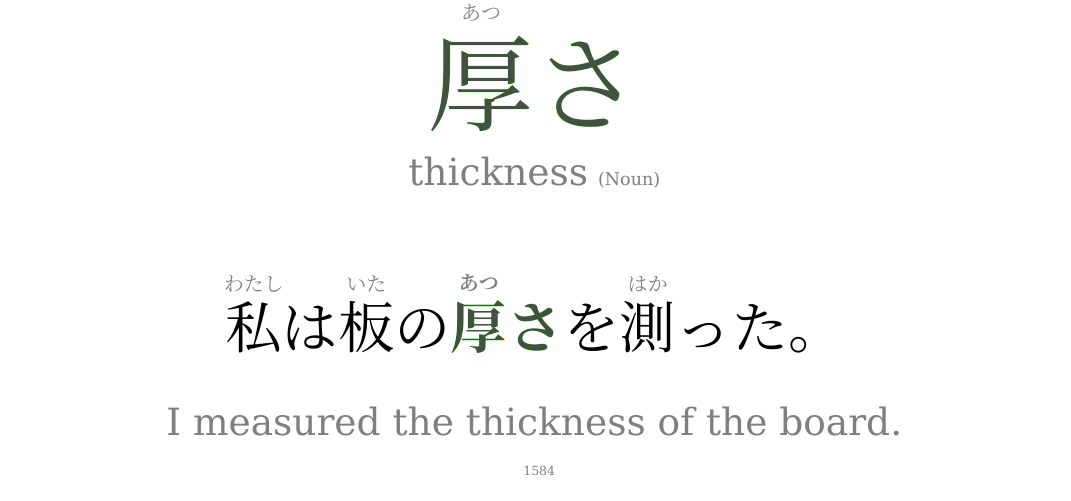 あつ
厚さ
thickness (Noun)
わたし いた あつ はか
私は板の厚さを測った。
I measured the thickness of the board.
1584